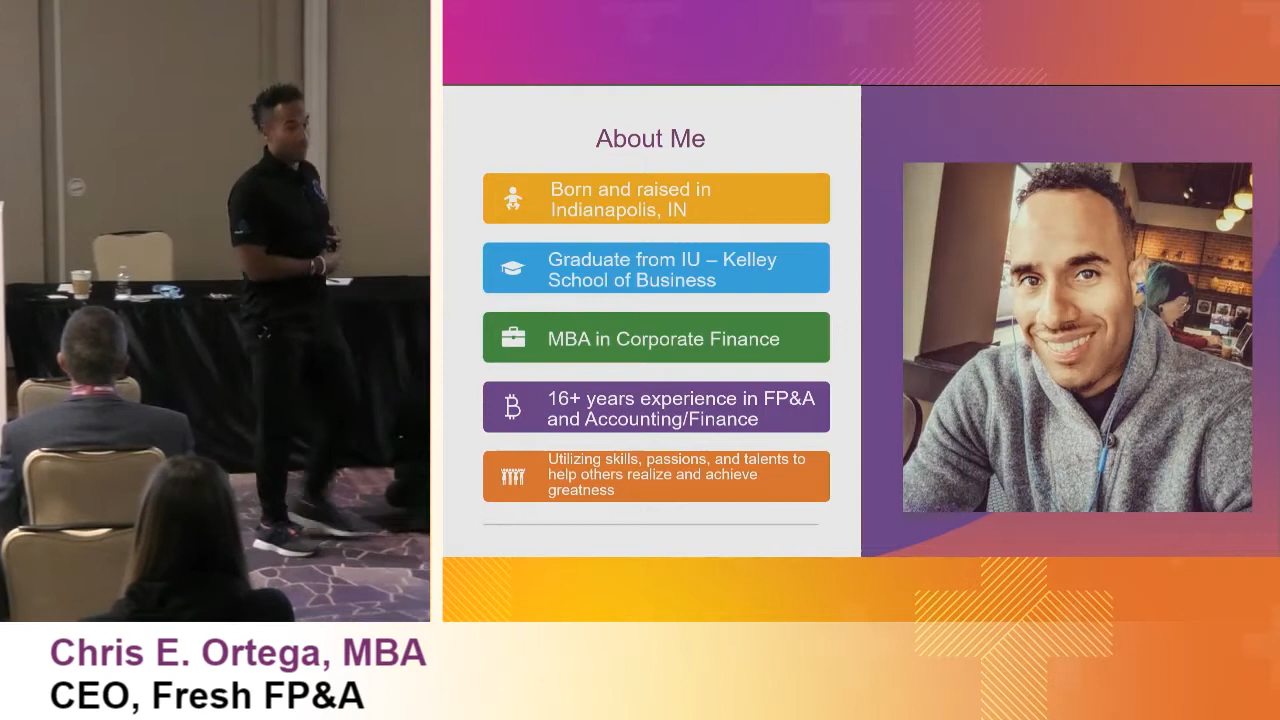 About Me
Born and raised in
Indianapolis, IN
Graduate from IU – Kelley
School of Business
MBA in Corporate Finance
16+ years experience in FP&A
and Accounting/Finance
Utilizing skills, passions, and talents to
help others realize and achieve
greatness
Chris E. Ortega, MBA
CEO, Fresh FP&A